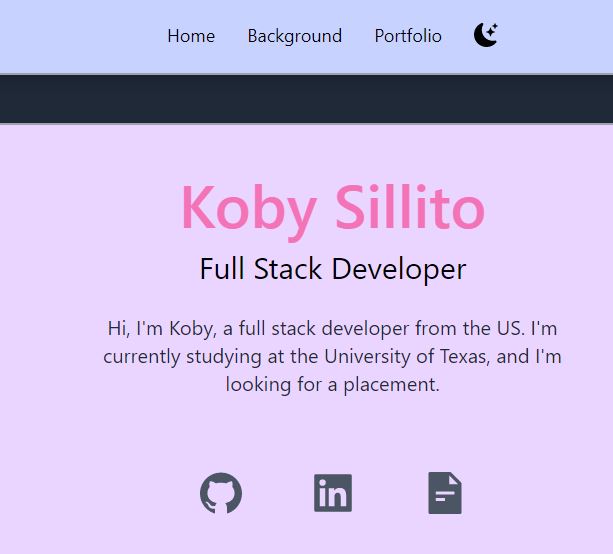 Home Background Portfolio
Koby Sillito
Full Stack Developer
Hi, I'm Koby, a full stack developer from the US. I'm
currently studying at the University of Texas, and I'm
looking for a placement.
in